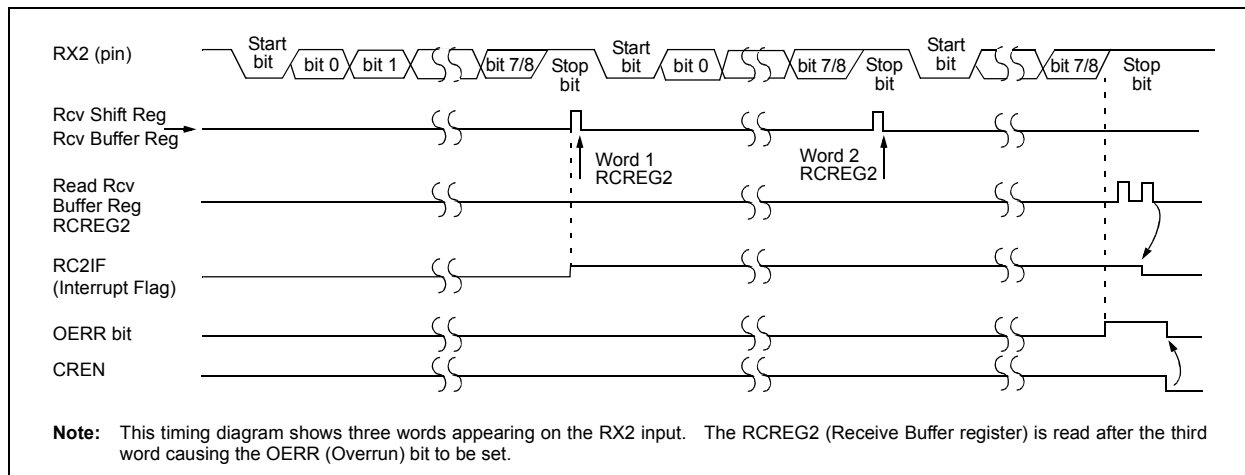 RX2 (pin)
Start bit
bit 0
bit 1
bit 7/8
Stop bit
Start bit
bit 0
bit 7/8
Stop bit
Start bit
bit 7/8
Stop bit
Rcv Shift Reg
Rcv Buffer Reg
Word 1
RCREG2
Word 2
RCREG2
Read Rcv
Buffer Reg
RCREG2
RC2IF
(Interrupt Flag)
OERR bit
CREN
Note: This timing diagram shows three words appearing on the RX2 input. The RCREG2 (Receive Buffer register) is read after the third
word causing the OERR (Overrun) bit to be set.